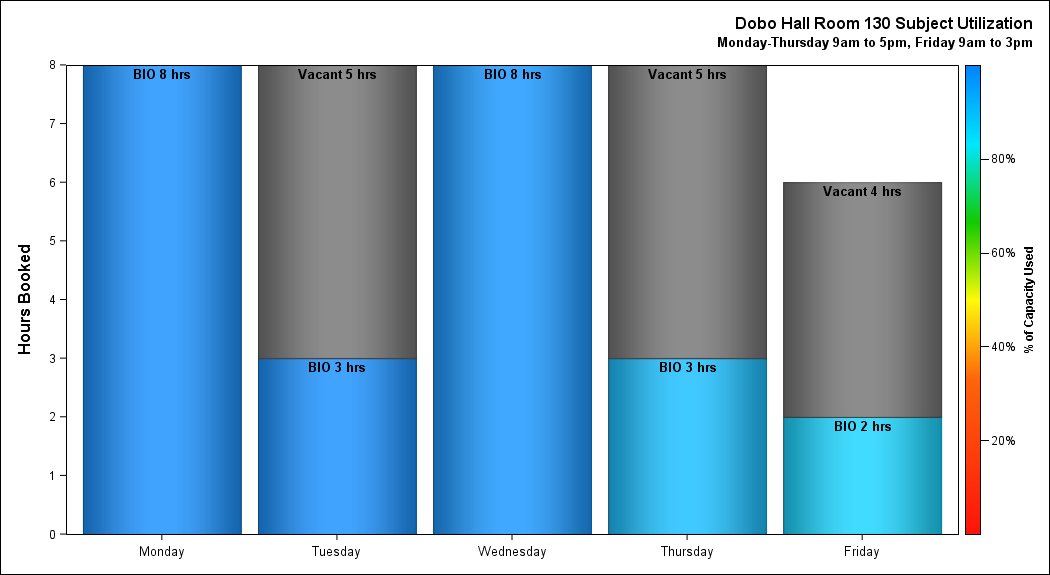 Dobo Hall Room 130 Subject Utilization
Monday-Thursday 9am to 5pm, Friday 9am to 3pm
Hours Booked
8
7
6
5
4
3
2
1
0
BIO 8 hrs
Vacant 5 hrs
BIO 8 hrs
Vacant 5 hrs
Vacant 4 hrs
BIO 3 hrs
BIO 3 hrs
BIO 2 hrs
Monday
Tuesday
Wednesday
Thursday
Friday
80%
60%
40%
20%
% of Capacity Used